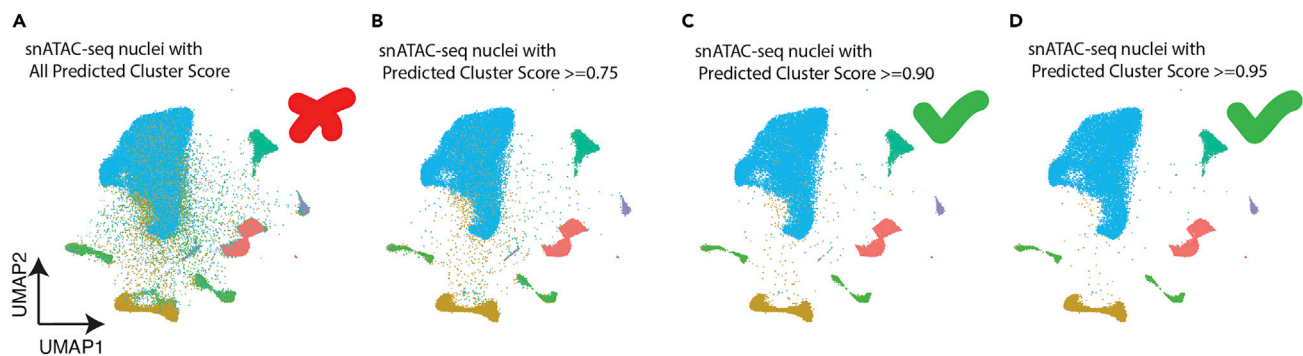 A
snATAC-seq nuclei with
All Predicted Cluster Score
B
snATAC-seq nuclei with
Predicted Cluster Score >=0.75
C
snATAC-seq nuclei with
Predicted Cluster Score >=0.90
D
snATAC-seq nuclei with
Predicted Cluster Score >=0.95
UMAP2
UMAP1